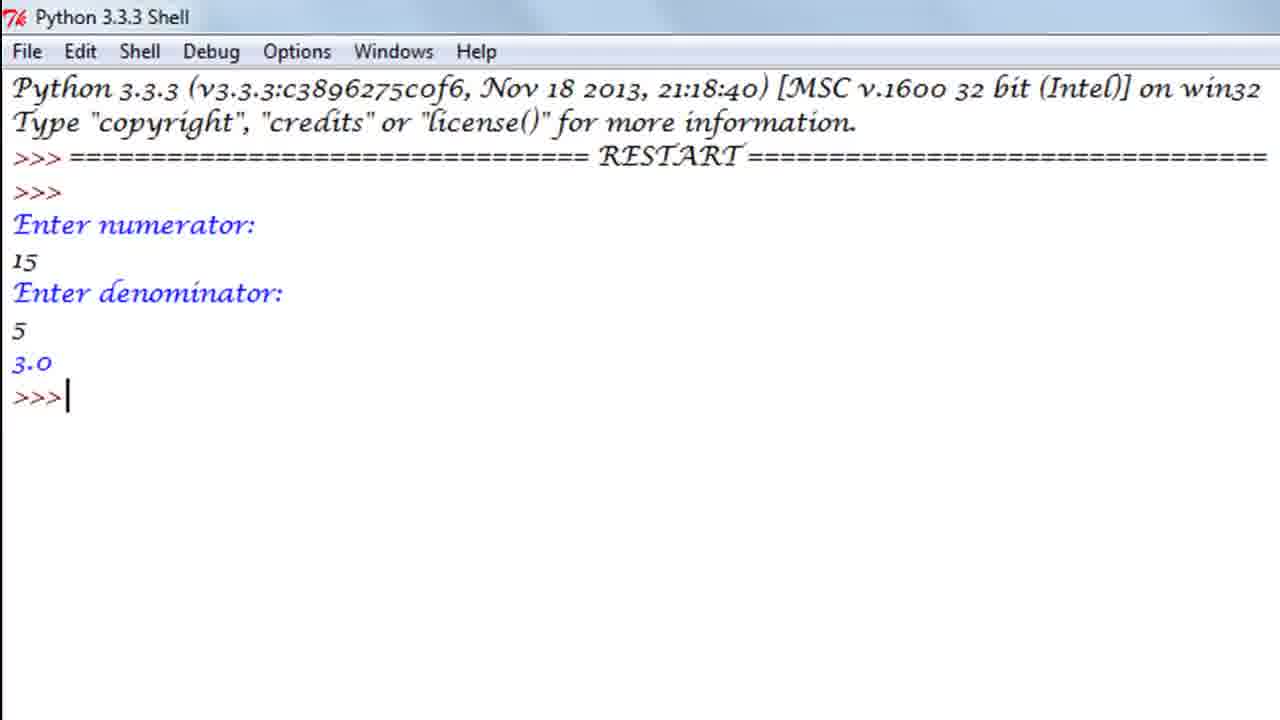 Python 3.3.3 Shell
File Edit Shell Debug Options Windows Help
Python 3.3.3 (v3.3.3:c3896275c0f6, Nov 18 2013, 21:18:40) [MSC v.1600 32 bit (Intel)] on win32
Type "copyright", "credits" or "license()" for more information.
>>> ================================ RESTART ================================
>>>
Enter numerator:
15
Enter denominator:
5
3.0
>>>